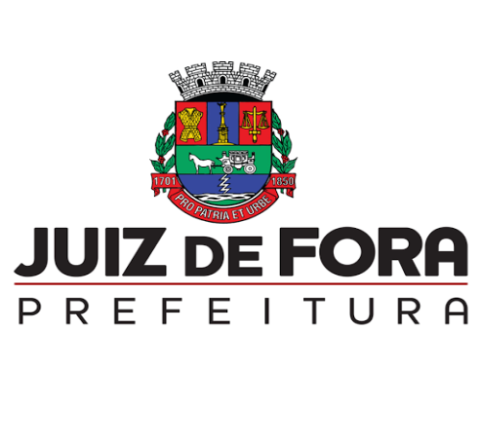 1701 1850
PRO PATRIA ET URBE
JUIZ DE FORA
PREFEITURA